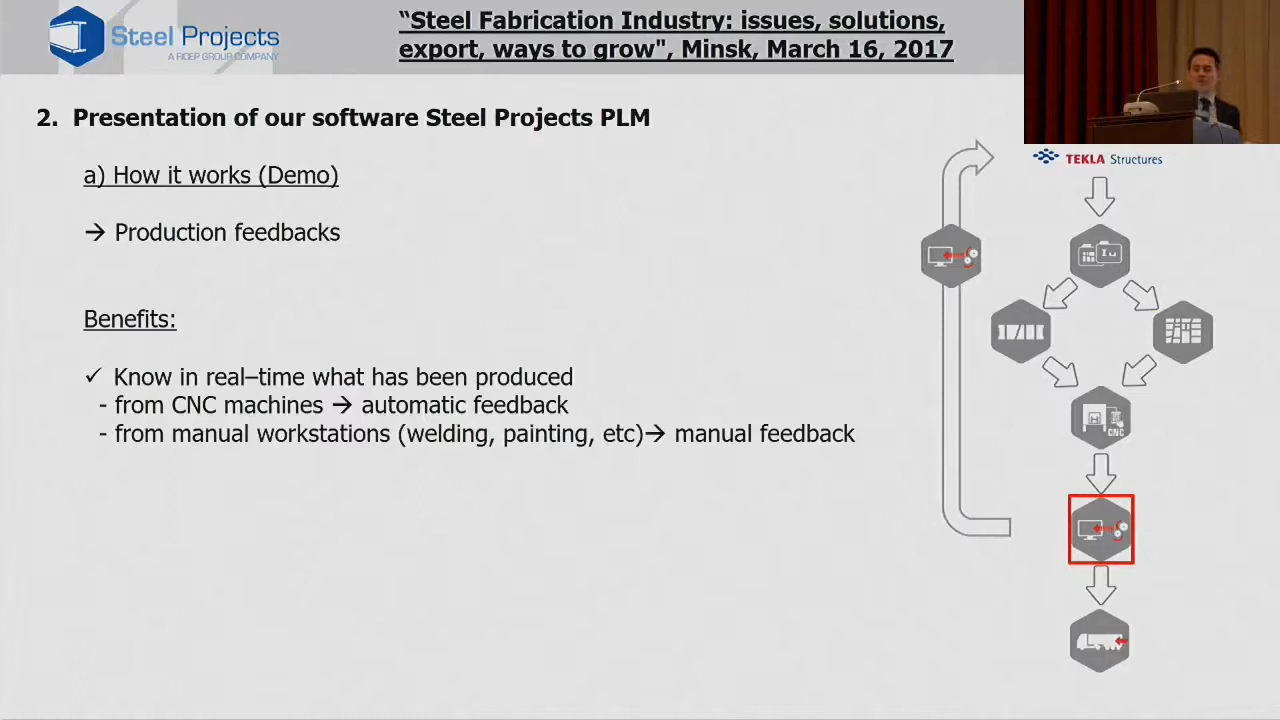 Steel Projects
A FICEP GROUP COMPANY
“Steel Fabrication Industry: issues, solutions,
export, ways to grow", Minsk, March 16, 2017
2. Presentation of our software Steel Projects PLM
TEKLA Structures
a) How it works (Demo)
→ Production feedbacks
Benefits:
✓ Know in real–time what has been produced
- from CNC machines → automatic feedback
- from manual workstations (welding, painting, etc)→ manual feedback
CNC